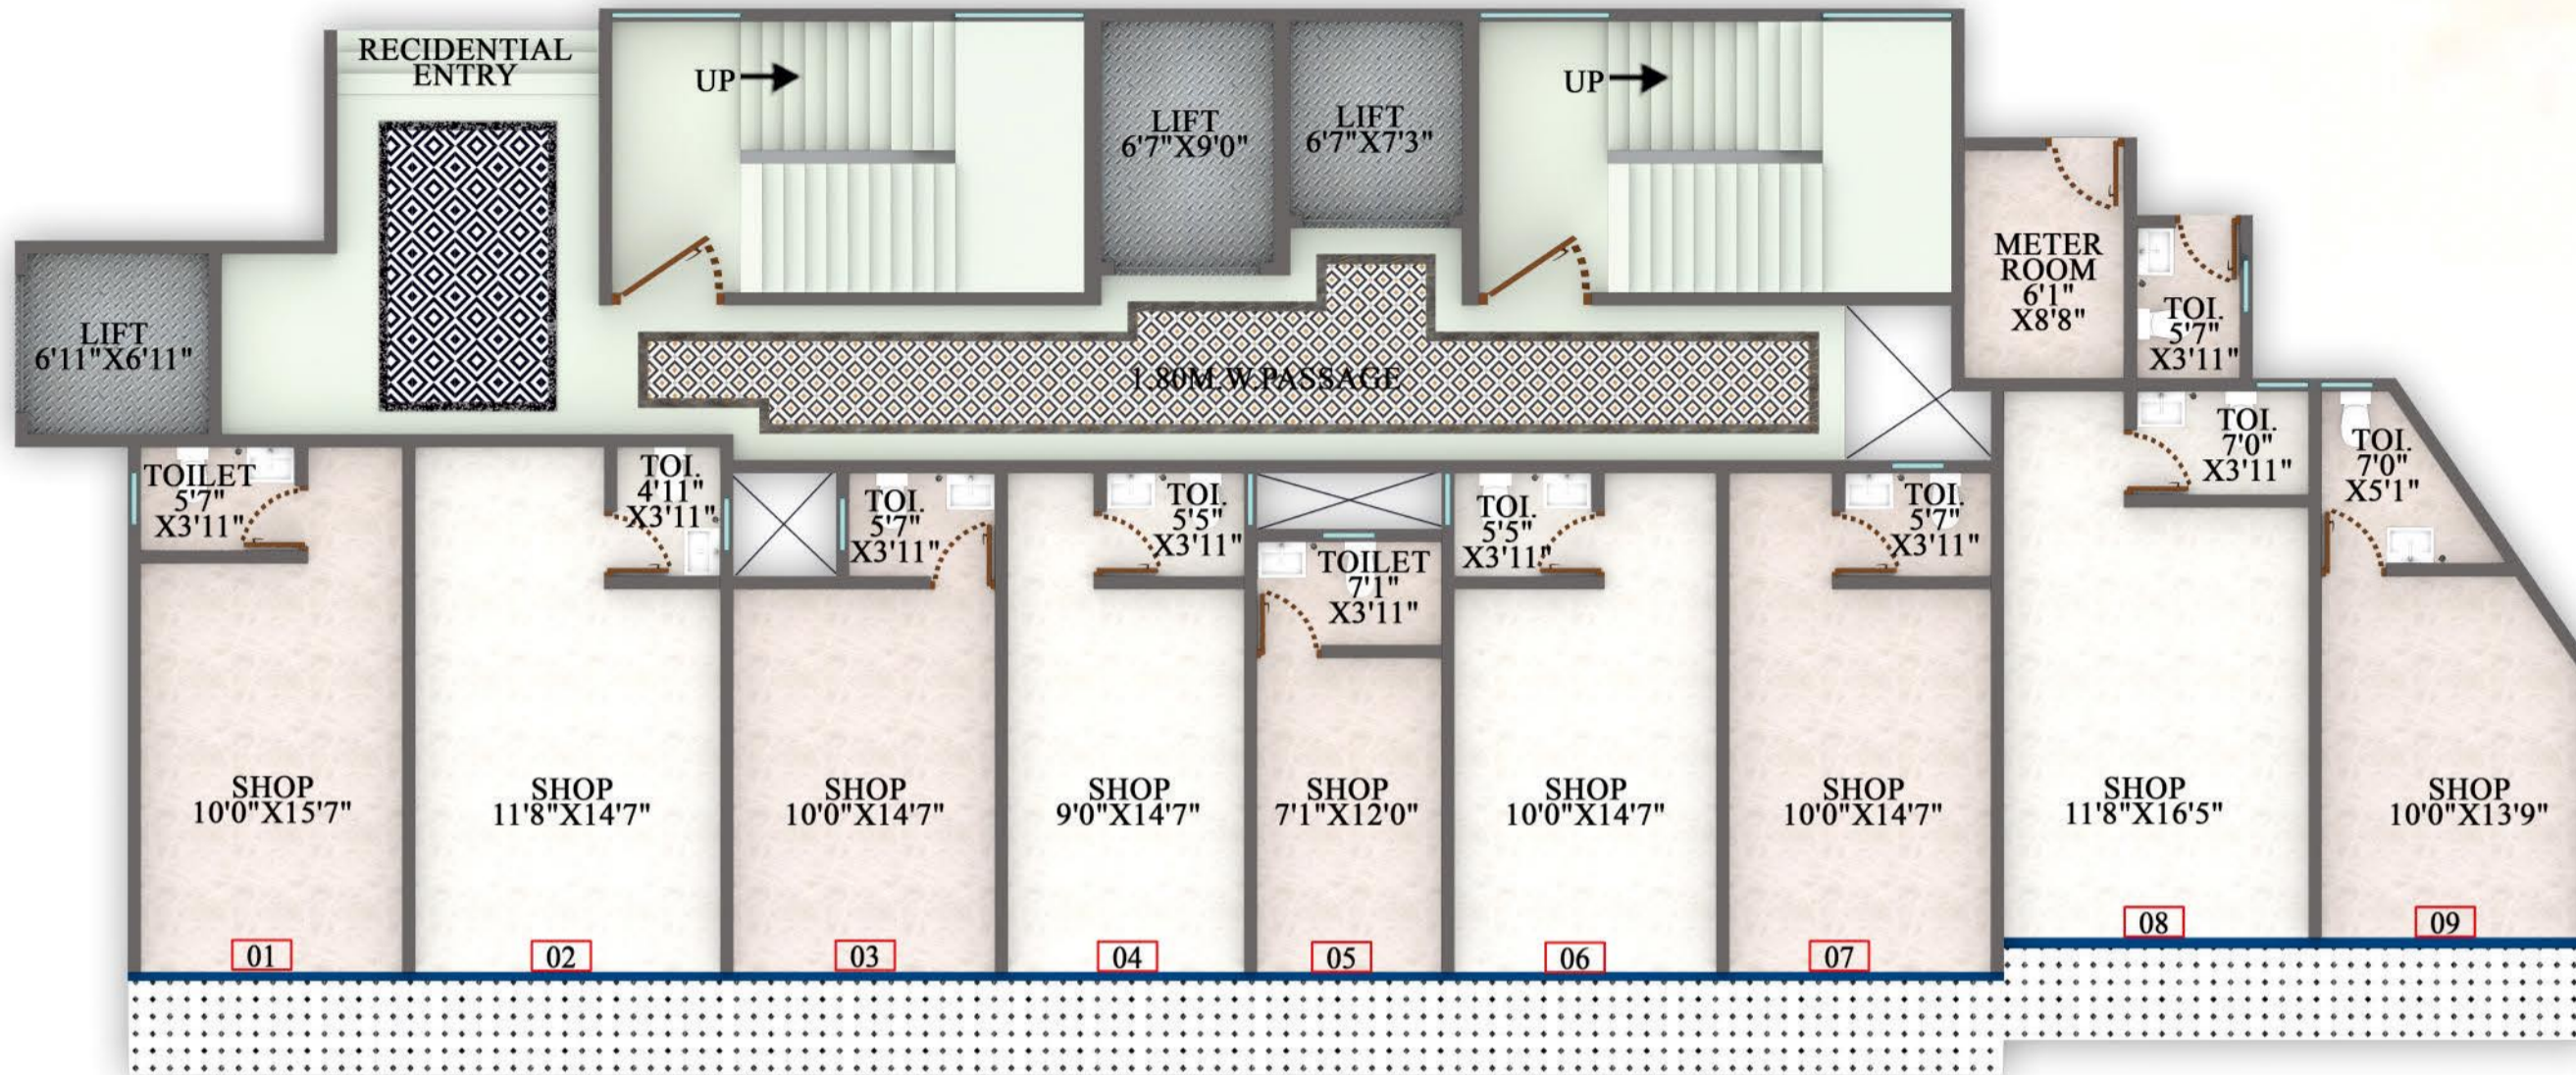 RECIDENTIAL
ENTRY
UP
LIFT
6'7"X9'0"
LIFT
6'7"X7'3"
UP
METER
ROOM
6'1"
X8'8"
TOI.
5'7"
X3'11"
LIFT
6'11"X6'11"
1.80M.W.PASSAGE
TOILET
5'7"
X3'11"
TOI.
4'11"
X3'11"
TOI.
5'7"
X3'11"
TOI.
5'5"
X3'11"
TOILET
7'1"
X3'11"
TOI.
5'5"
X3'11"
TOI.
5'7"
X3'11"
TOI.
7'0"
X3'11"
TOI.
7'0"
X5'1"
SHOP
10'0"X15'7"
SHOP
11'8"X14'7"
SHOP
10'0"X14'7"
SHOP
9'0"X14'7"
SHOP
7'1"X12'0"
SHOP
10'0"X14'7"
SHOP
10'0"X14'7"
SHOP
11'8"X16'5"
SHOP
10'0"X13'9"
01
02
03
04
05
06
07
08
09